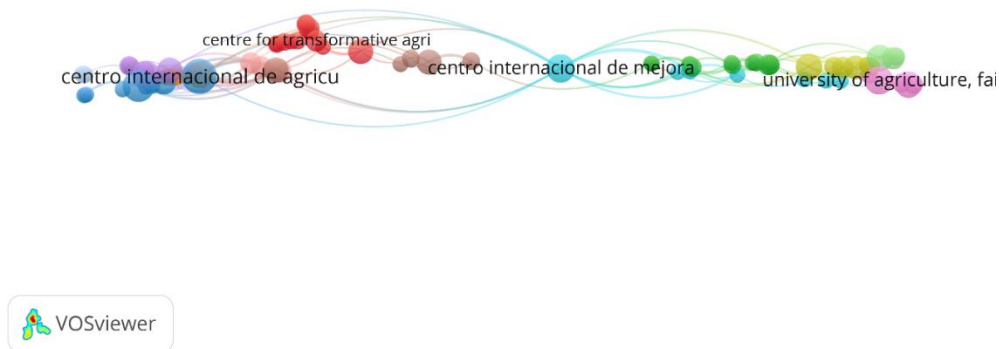 centre for transformative agri
centro internacional de agricu
centro internacional de mejora
university of agriculture, fai
VOSviewer